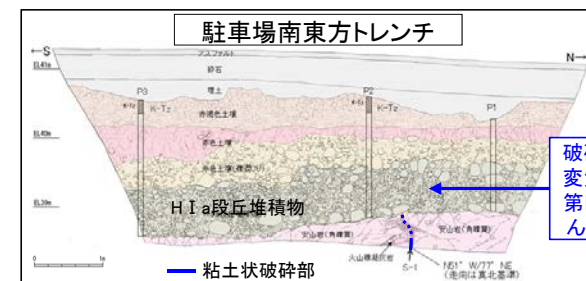 駐車場南東方トレンチ
←S
N→
アスファルト
EL41m
砕石
P3
埋土
P2
K-Tz
K-Tz
K-Tz
P1
赤褐色土壌
EL40m
赤色土壌
赤色土壌(礫混入り)
破砕
変
第
ん
EL39m
HⅠa段丘堆積物
安山岩(角礫質)
安山岩(角礫質)
火山礫凝灰岩
S-1
N51°W/77°NE
(走向は真北基準)
0
1m
粘土状破砕部